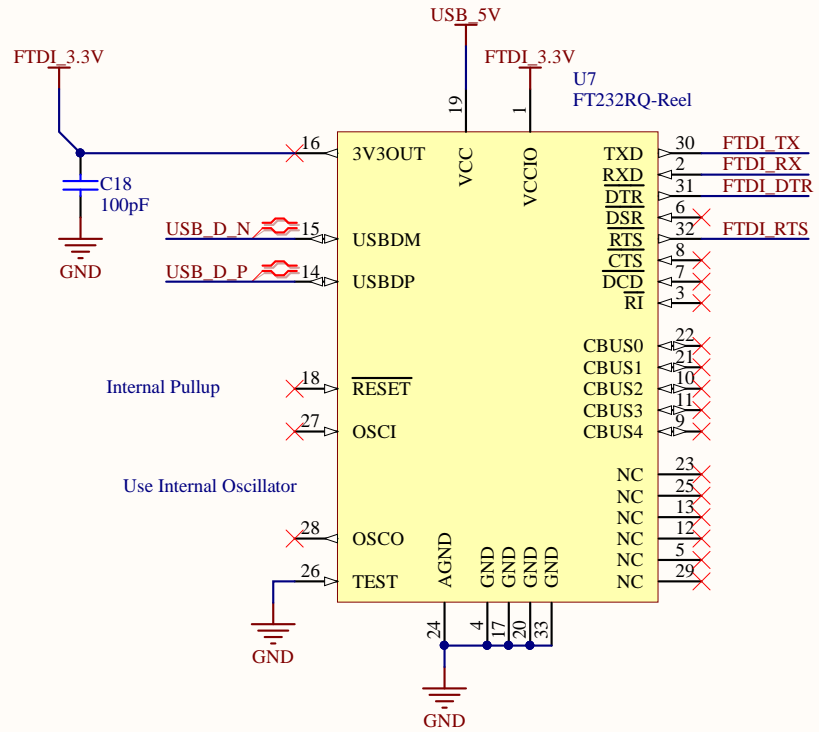 USB_5V
FTDI_3.3V
FTDI_3.3V
U7
FT232RQ-Reel
19
1
16
3V3OUT
VCC
VCCIO
TXD
30
FTDI_TX
RXD
2
FTDI_RX
DTR
31
FTDI_DTR
DSR
6
RTS
32
FTDI_RTS
CTS
8
DCD
7
RI
3
C18
100pF
GND
USB_D_N
15
USBDM
USB_D_P
14
USBDP
CBUS0
22
CBUS1
21
CBUS2
10
CBUS3
11
CBUS4
9
Internal Pullup
18
RESET
27
OSCI
Use Internal Oscillator
28
OSCO
26
TEST
GND
NC
23
NC
25
NC
13
NC
12
NC
5
NC
29
AGND
GND
GND
GND
GND
24
4
17
20
33
GND